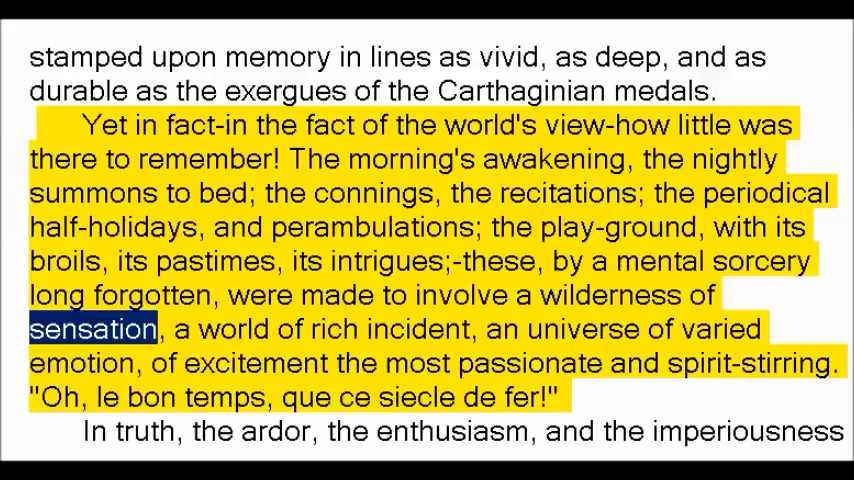 stamped upon memory in lines as vivid, as deep, and as
durable as the exergues of the Carthaginian medals.
Yet in fact-in the fact of the world's view-how little was
there to remember! The morning's awakening, the nightly
summons to bed; the connings, the recitations; the periodical
half-holidays, and perambulations; the play-ground, with its
broils, its pastimes, its intrigues;-these, by a mental sorcery
long forgotten, were made to involve a wilderness of
sensation, a world of rich incident, an universe of varied
emotion, of excitement the most passionate and spirit-stirring.
"Oh, le bon temps, que ce siecle de fer!"
In truth, the ardor, the enthusiasm, and the imperiousness